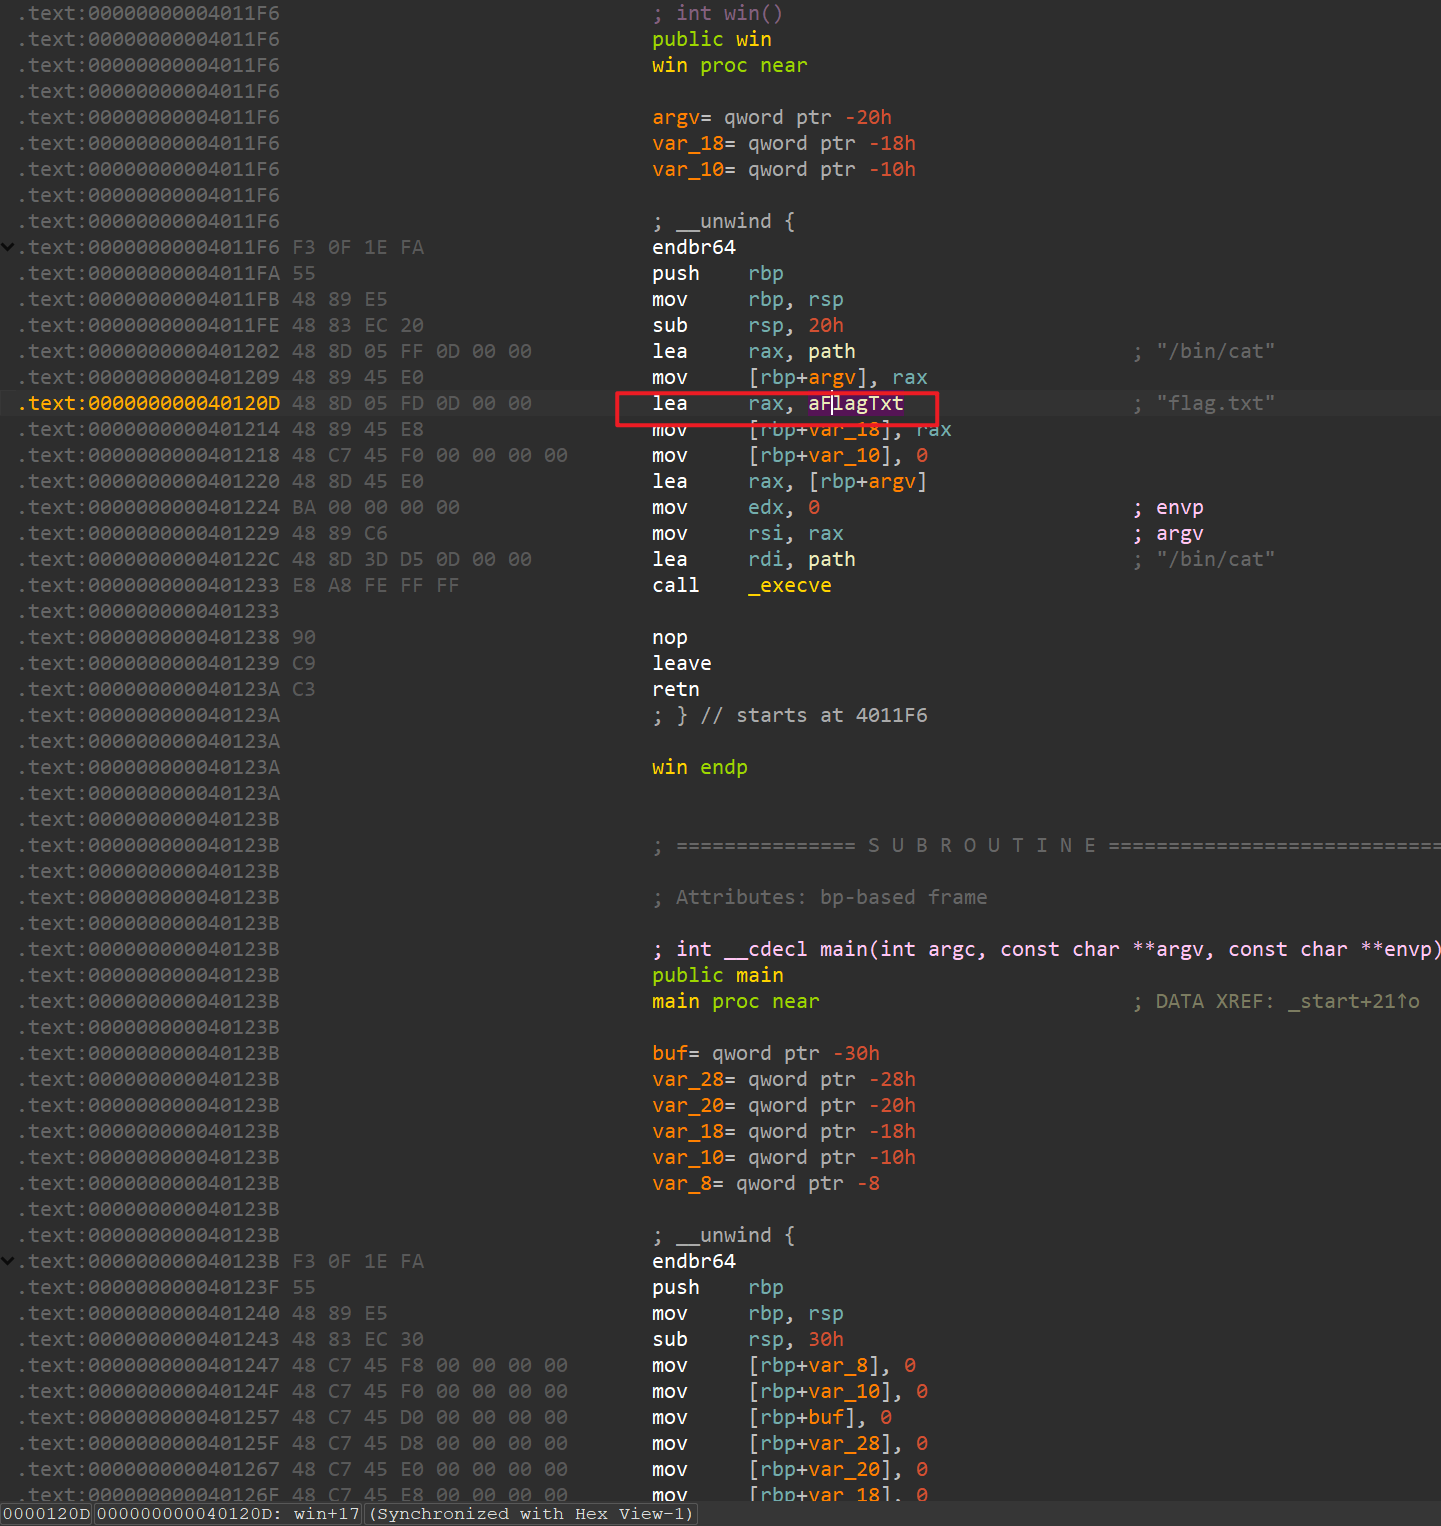 .text:00000000004011F6 ; int win()
.text:00000000004011F6 public win
.text:00000000004011F6 win proc near
.text:00000000004011F6
.text:00000000004011F6 argv= qword ptr -20h
.text:00000000004011F6 var_18= qword ptr -18h
.text:00000000004011F6 var_10= qword ptr -10h
.text:00000000004011F6
.text:00000000004011F6 ; __unwind {
.text:00000000004011F6 F3 0F 1E FA endbr64
.text:00000000004011FA 55 push rbp
.text:00000000004011FB 48 89 E5 mov rbp, rsp
.text:00000000004011FE 48 83 EC 20 sub rsp, 20h
.text:0000000000401202 48 8D 05 FF 0D 00 00 lea rax, path ; "/bin/cat"
.text:0000000000401209 48 89 45 E0 mov [rbp+argv], rax
.text:000000000040120D 48 8D 05 FD 0D 00 00 lea rax, aFlagTxt ; "flag.txt"
.text:0000000000401214 48 89 45 E8 mov [rbp+var_18], rax
.text:0000000000401218 48 C7 45 F0 00 00 00 00 mov [rbp+var_10], 0
.text:0000000000401220 48 8D 45 E0 lea rax, [rbp+argv]
.text:0000000000401224 BA 00 00 00 00 mov edx, 0 ; envp
.text:0000000000401229 48 89 C6 mov rsi, rax ; argv
.text:000000000040122C 48 8D 3D D5 0D 00 00 lea rdi, path ; "/bin/cat"
.text:0000000000401233 E8 A8 FE FF FF call _execve
.text:0000000000401233
.text:0000000000401238 90 nop
.text:0000000000401239 C9 leave
.text:000000000040123A C3 retn
.text:000000000040123A ; } // starts at 4011F6
.text:000000000040123A
.text:000000000040123A win endp
.text:000000000040123A
.text:000000000040123B
.text:000000000040123B ; =============== S U B R O U T I N E ============================
.text:000000000040123B
.text:000000000040123B ; Attributes: bp-based frame
.text:000000000040123B
.text:000000000040123B ; int __cdecl main(int argc, const char **argv, const char **envp)
.text:000000000040123B public main
.text:000000000040123B main proc near ; DATA XREF: _start+21↑o
.text:000000000040123B
.text:000000000040123B buf= qword ptr -30h
.text:000000000040123B var_28= qword ptr -28h
.text:000000000040123B var_20= qword ptr -20h
.text:000000000040123B var_18= qword ptr -18h
.text:000000000040123B var_10= qword ptr -10h
.text:000000000040123B var_8= qword ptr -8
.text:000000000040123B
.text:000000000040123B ; __unwind {
.text:000000000040123B F3 0F 1E FA endbr64
.text:000000000040123F 55 push rbp
.text:0000000000401240 48 89 E5 mov rbp, rsp
.text:0000000000401243 48 83 EC 30 sub rsp, 30h
.text:0000000000401247 48 C7 45 F8 00 00 00 00 mov [rbp+var_8], 0
.text:000000000040124F 48 C7 45 F0 00 00 00 00 mov [rbp+var_10], 0
.text:0000000000401257 48 C7 45 D0 00 00 00 00 mov [rbp+buf], 0
.text:000000000040125F 48 C7 45 D8 00 00 00 00 mov [rbp+var_28], 0
.text:0000000000401267 48 C7 45 E0 00 00 00 00 mov [rbp+var_20], 0
.text:000000000040126F 48 C7 45 E8 00 00 00 00 mov [rbp+var_18], 0
0000120D 000000000040120D: win+17 (Synchronized with Hex View-1)